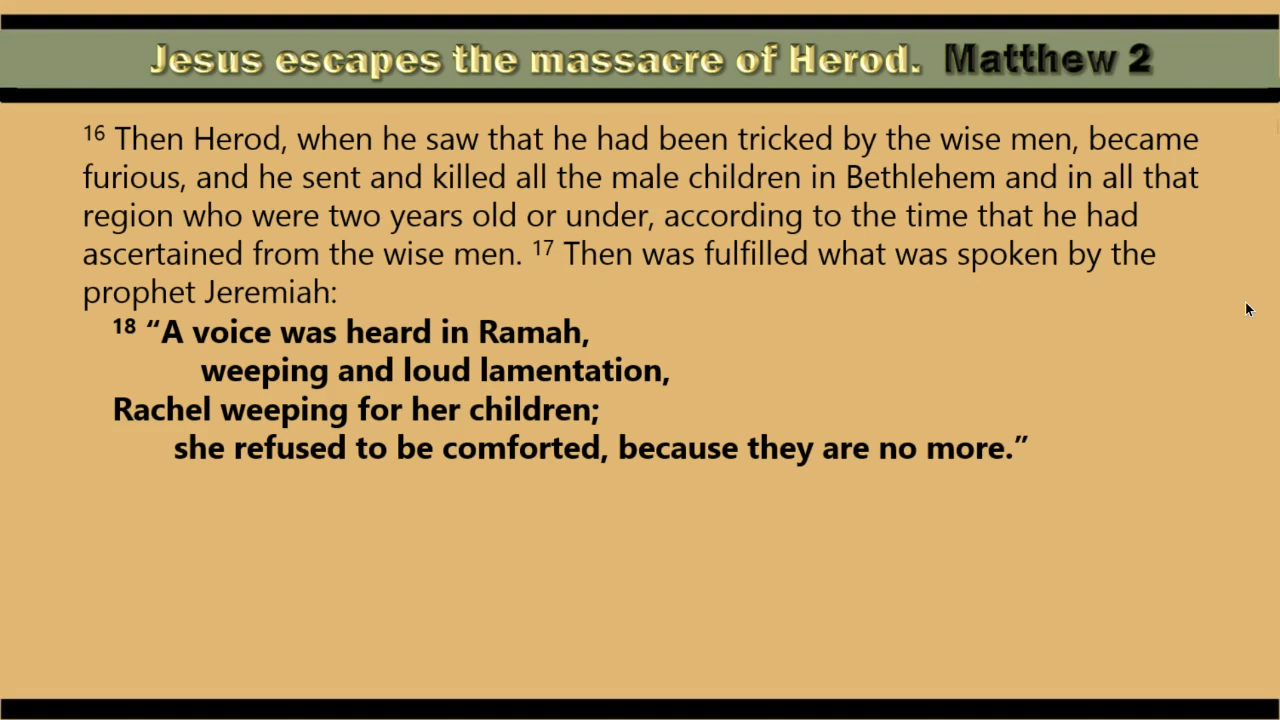 Jesus escapes the massacre of Herod. Matthew 2
16 Then Herod, when he saw that he had been tricked by the wise men, became
furious, and he sent and killed all the male children in Bethlehem and in all that
region who were two years old or under, according to the time that he had
ascertained from the wise men. 17 Then was fulfilled what was spoken by the
prophet Jeremiah:
18 “A voice was heard in Ramah,
weeping and loud lamentation,
Rachel weeping for her children;
she refused to be comforted, because they are no more.”